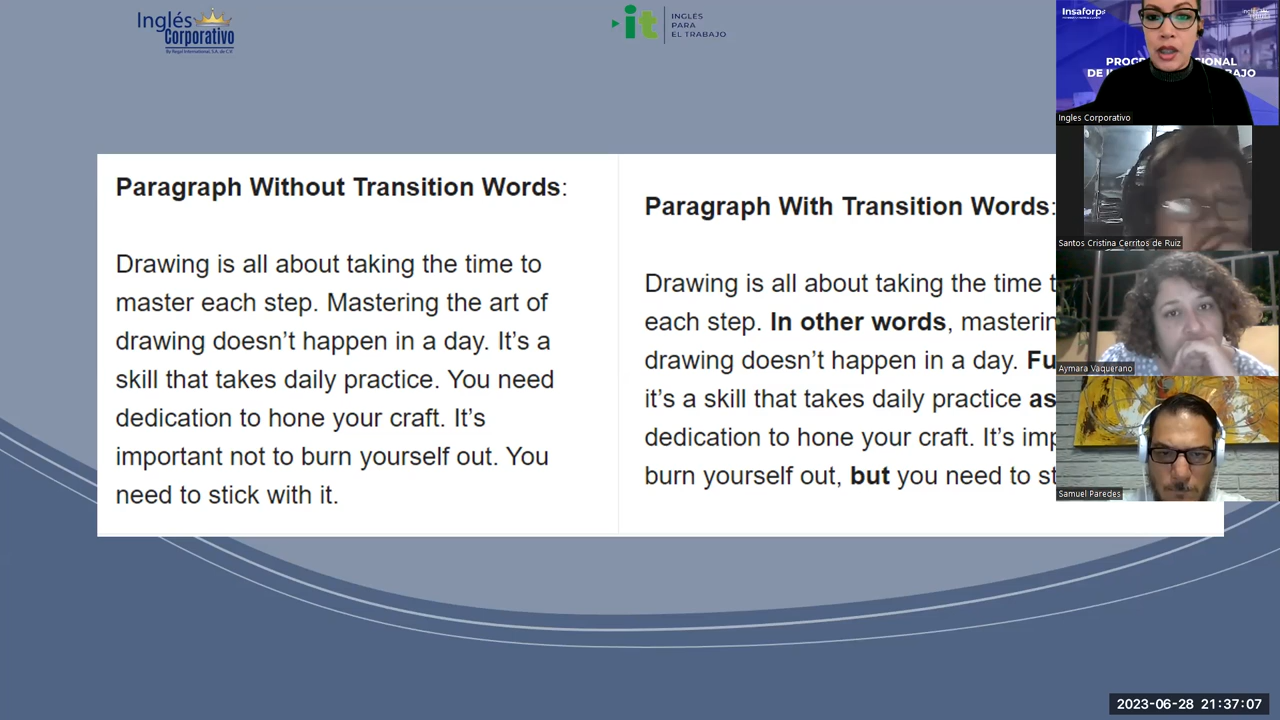 Inglés
Corporativo
By Regal International, S.A. de C.V.
it
INGLÉS
PARA
EL TRABAJO
Paragraph Without Transition Words:
Drawing is all about taking the time to
master each step. Mastering the art of
drawing doesn’t happen in a day. It’s a
skill that takes daily practice. You need
dedication to hone your craft. It’s
important not to burn yourself out. You
need to stick with it.
Paragraph With Transition Words:
Drawing is all about taking the time
each step. In other words,
drawing doesn’t happen in a day.
it’s a skill that takes daily practice as
dedication to hone your craft. It’s
burn yourself out, but you need to
Insaforp
Ingles Corporativo
Santos Cristina Cerritos de Ruiz
Aymara Vaquerano
Samuel Paredes
2023-06-28 21:37:07